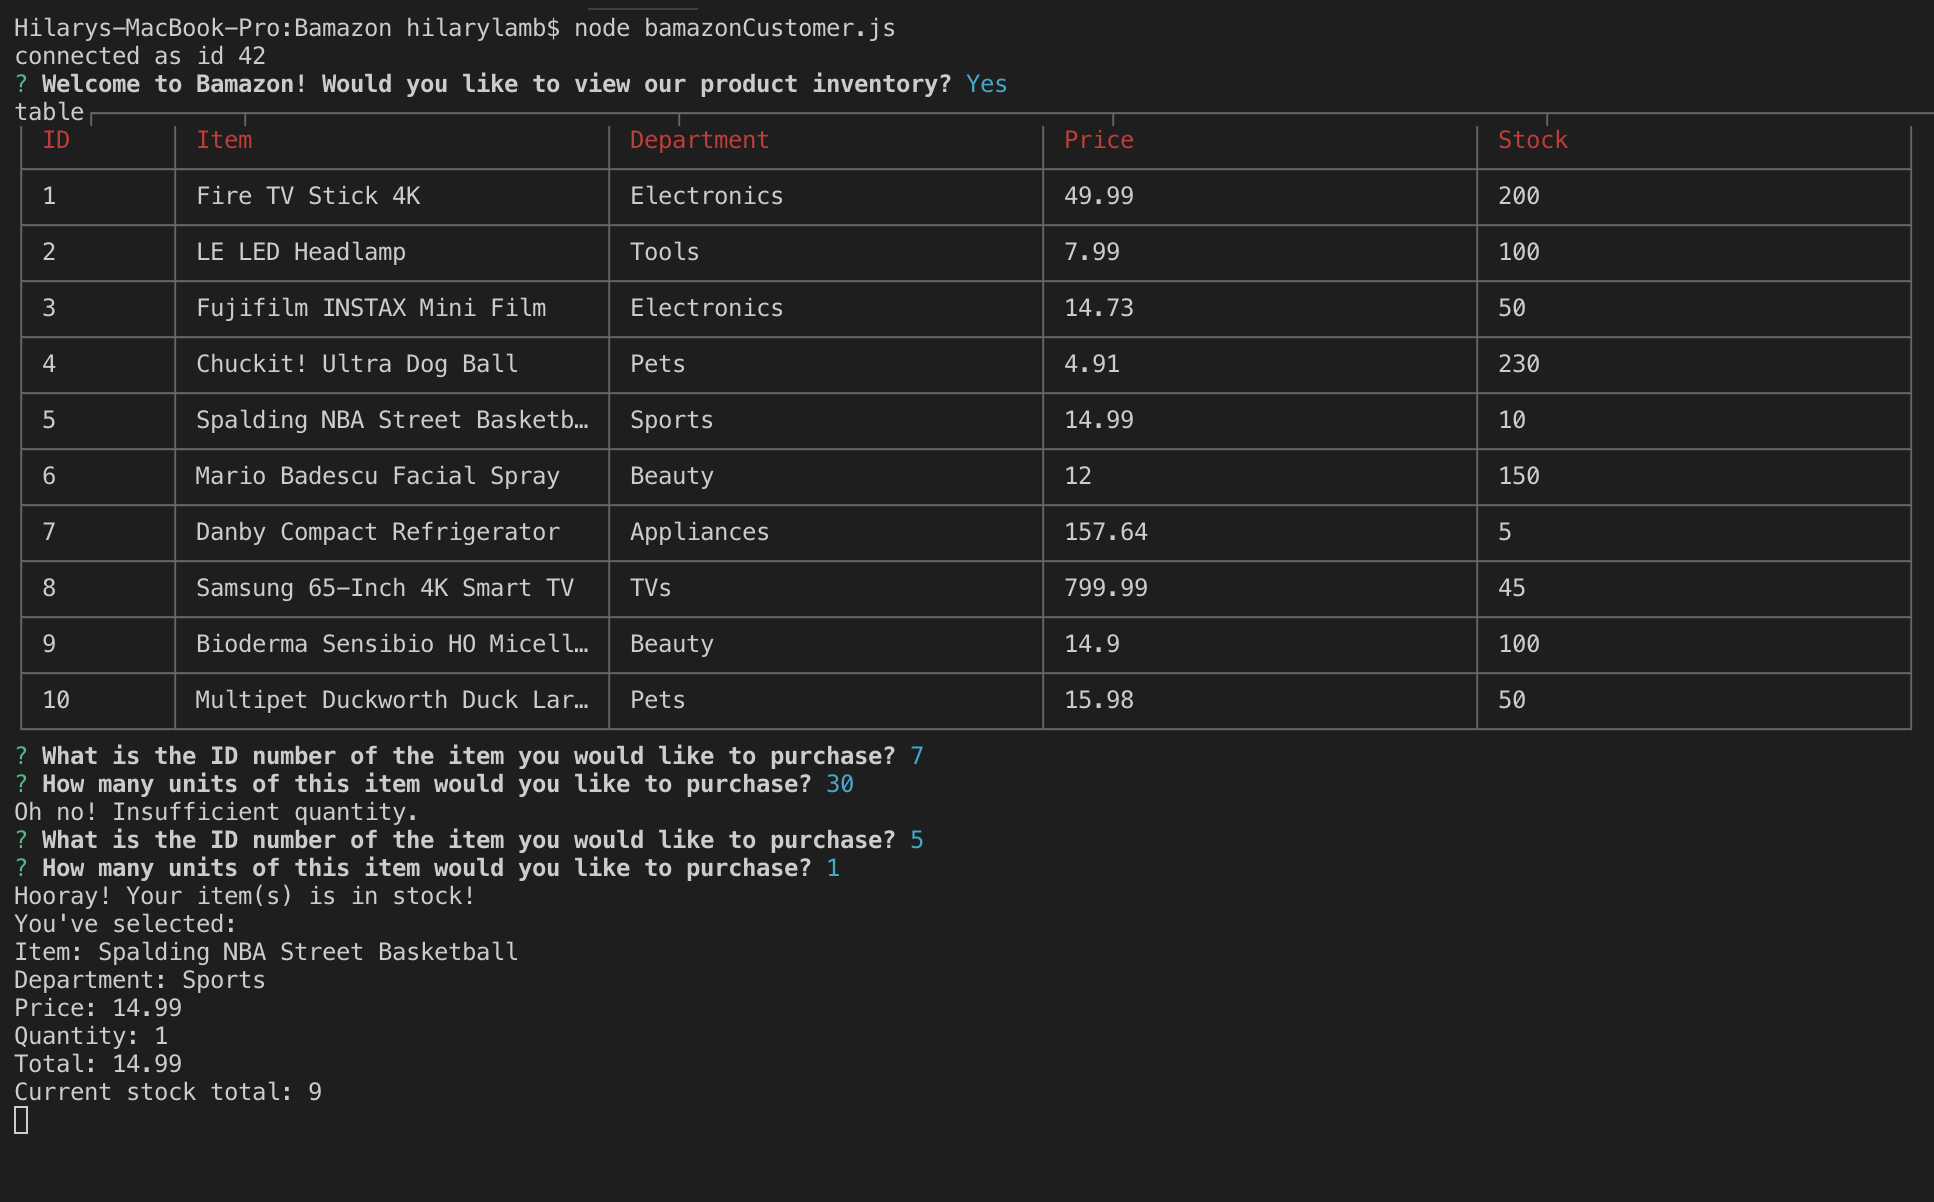 Hilarys-MacBook-Pro:Bamazon hilarylamb$ node bamazonCustomer.js
connected as id 42
? Welcome to Bamazon! Would you like to view our product inventory? Yes
table
ID Item Department Price Stock
1 Fire TV Stick 4K Electronics 49.99 200
2 LE LED Headlamp Tools 7.99 100
3 Fujifilm INSTAX Mini Film Electronics 14.73 50
4 Chuckit! Ultra Dog Ball Pets 4.91 230
5 Spalding NBA Street Basketb… Sports 14.99 10
6 Mario Badescu Facial Spray Beauty 12 150
7 Danby Compact Refrigerator Appliances 157.64 5
8 Samsung 65-Inch 4K Smart TV TVs 799.99 45
9 Bioderma Sensibio HO Micell… Beauty 14.9 100
10 Multipet Duckworth Duck Lar… Pets 15.98 50
? What is the ID number of the item you would like to purchase? 7
? How many units of this item would you like to purchase? 30
Oh no! Insufficient quantity.
? What is the ID number of the item you would like to purchase? 5
? How many units of this item would you like to purchase? 1
Hooray! Your item(s) is in stock!
You've selected:
Item: Spalding NBA Street Basketball
Department: Sports
Price: 14.99
Quantity: 1
Total: 14.99
Current stock total: 9